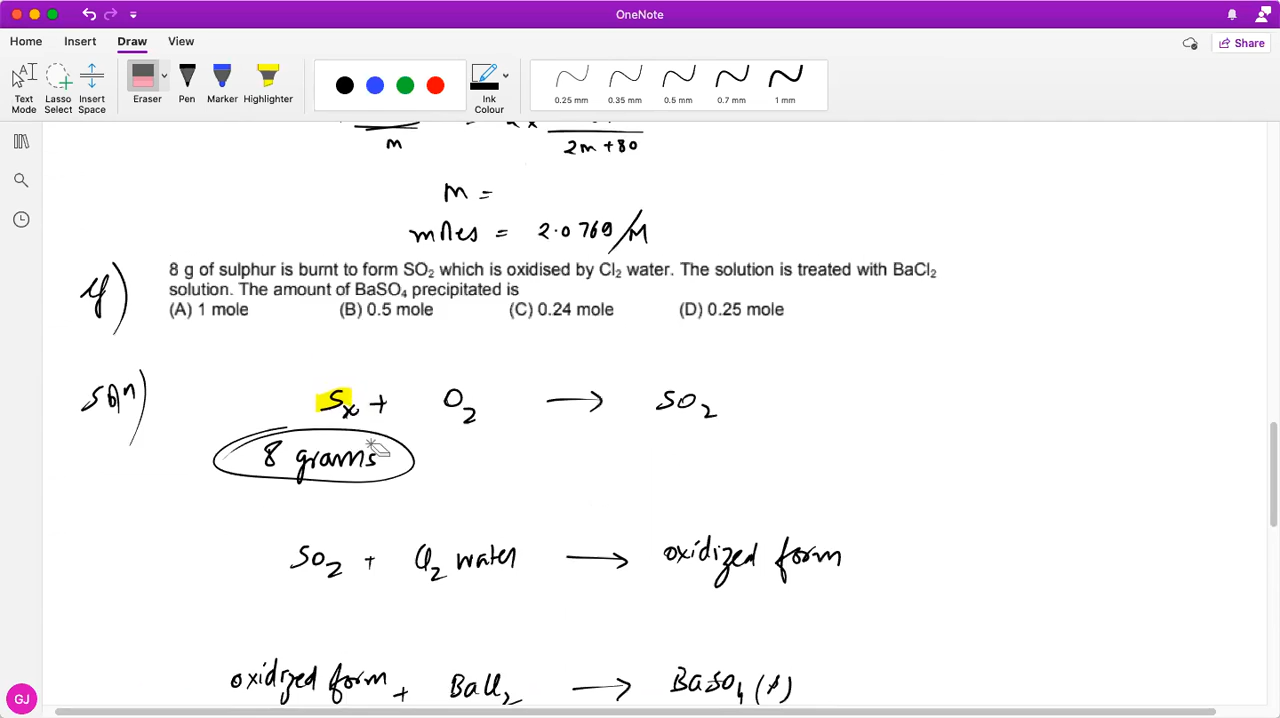 OneNote
Home Insert Draw View
Share
Text Mode
Lasso Select
Insert Space
Eraser
Pen
Marker
Highlighter
Ink Colour
0.25 mm
0.35 mm
0.5 mm
0.7 mm
1 mm
m
2m + 80
m =
moles = 2.0769/M
8 g of sulphur is burnt to form SO₂ which is oxidised by Cl₂ water. The solution is treated with BaCl₂
solution. The amount of BaSO₄ precipitated is
(A) 1 mole (B) 0.5 mole (C) 0.24 mole (D) 0.25 mole
Soln)
Sₓ + O₂ → SO₂
8 grams
SO₂ + Cl₂ water → oxidized form
oxidized form + BaCl₂ → BaSO₄ (s)
GJ